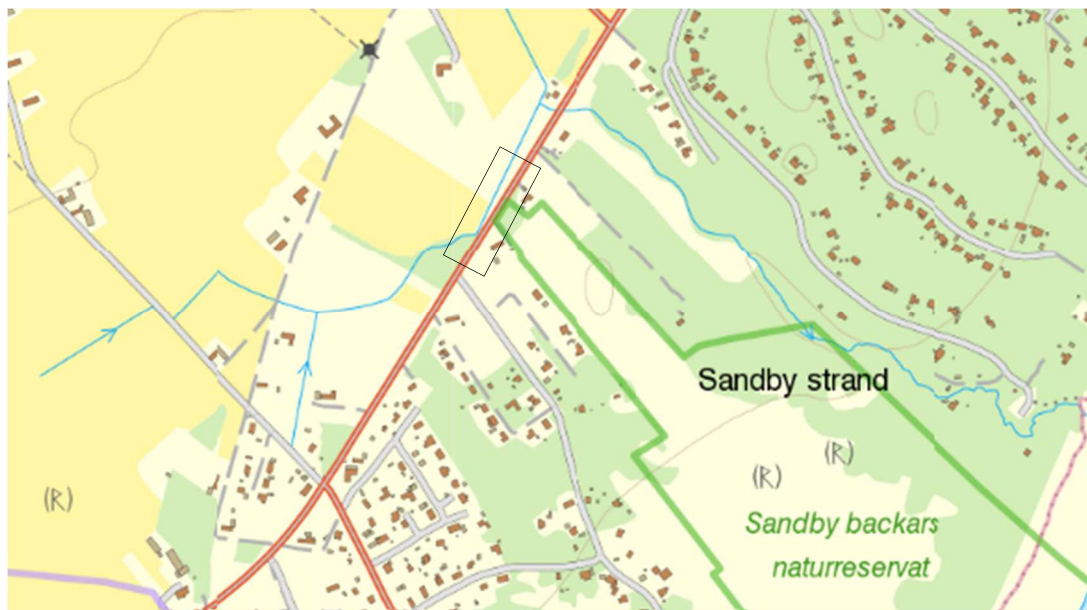 Sandby strand
(R)
(R)
(R)
Sandby backars
naturreservat